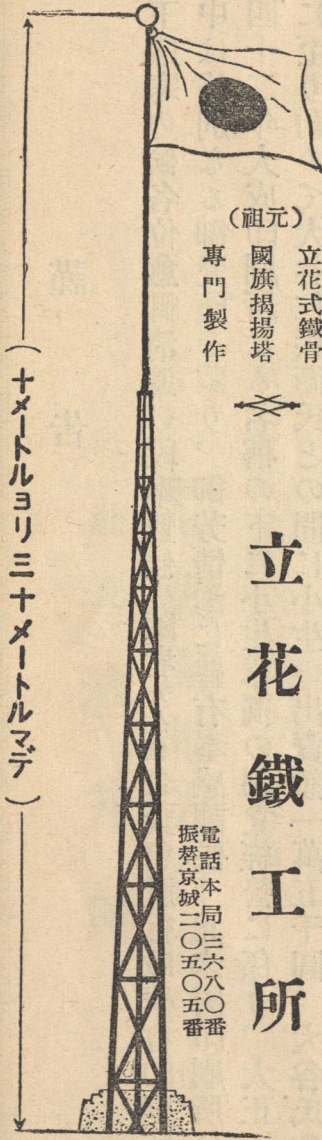 (元祖)
立花式鐵骨
國旗揭揚塔
專門製作
立花鐵工所
電話本局三六八〇番
振替京城二〇五〇五番
(十メートルヨリ三十メートルマデ)